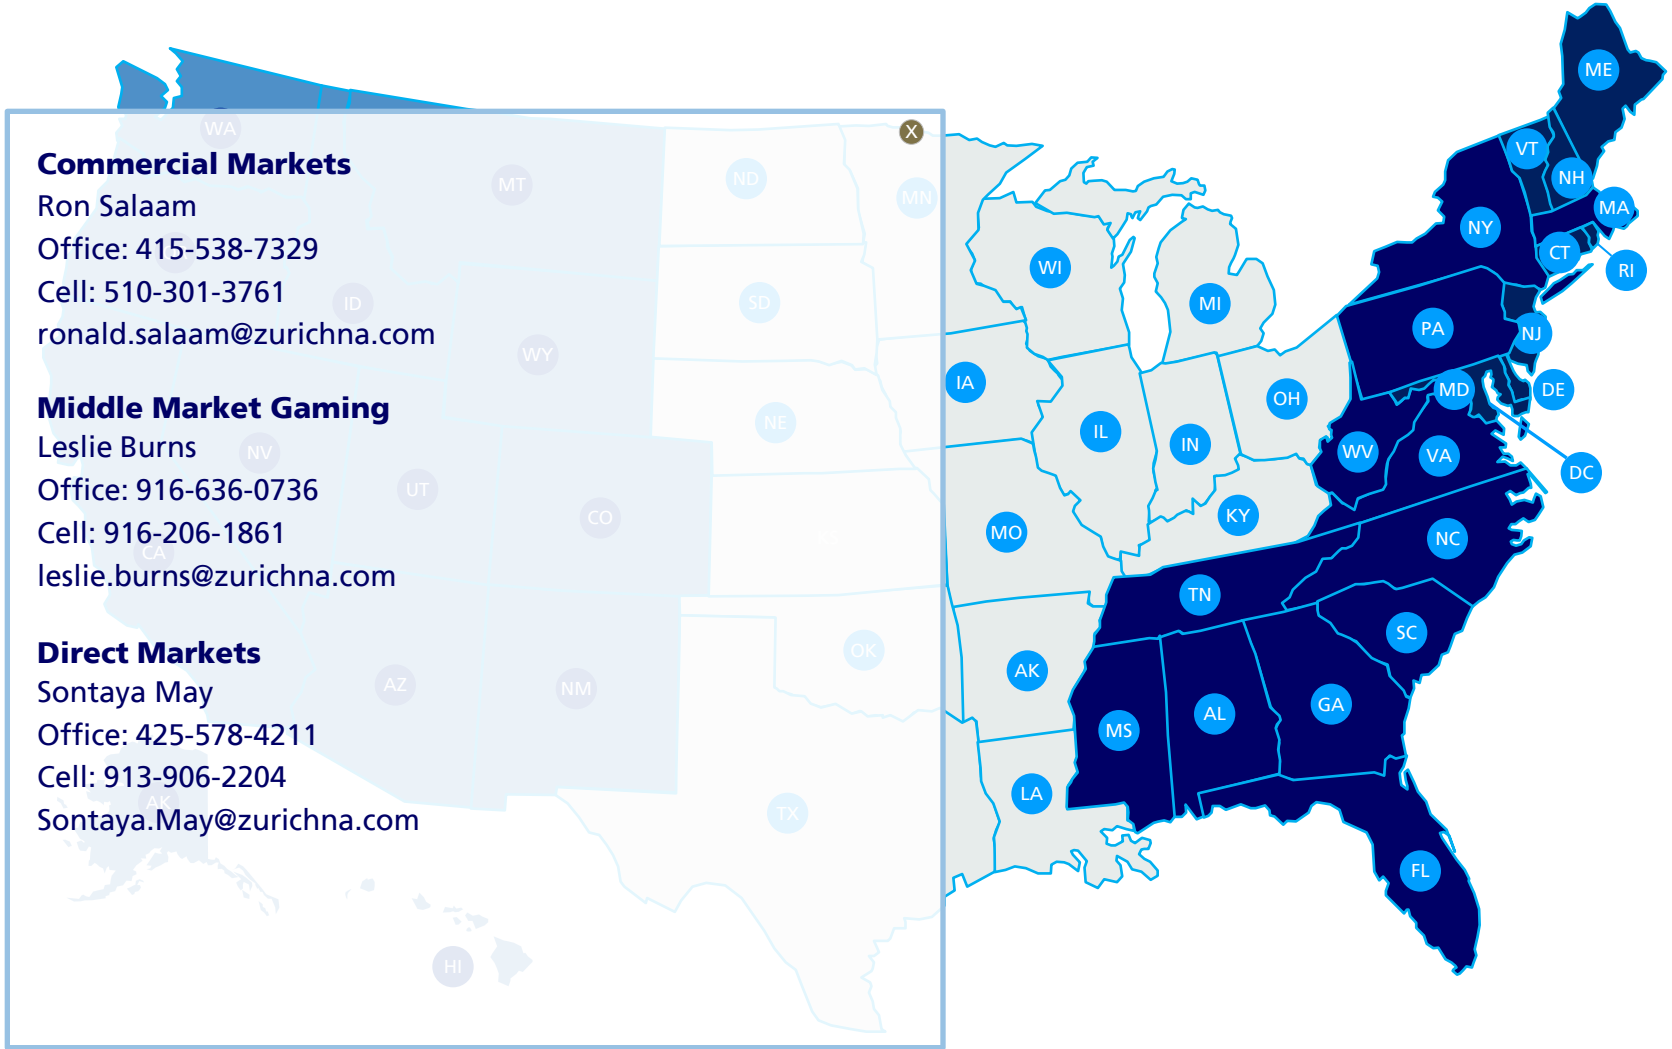 X
Commercial Markets
Ron Salaam
Office: 415-538-7329
Cell: 510-301-3761
ronald.salaam@zurichna.com
Middle Market Gaming
Leslie Burns
Office: 916-636-0736
Cell: 916-206-1861
leslie.burns@zurichna.com
Direct Markets
Sontaya May
Office: 425-578-4211
Cell: 913-906-2204
Sontaya.May@zurichna.com
WA
MT
ND
MN
ID
WY
SD
NE
NV
UT
CO
CA
AZ
NM
OK
TX
AK
HI
WI
MI
IA
IL
IN
OH
MO
KY
AK
LA
TN
MS
AL
GA
SC
NC
FL
WV
VA
DC
MD
DE
PA
NJ
NY
CT
RI
MA
VT
NH
ME